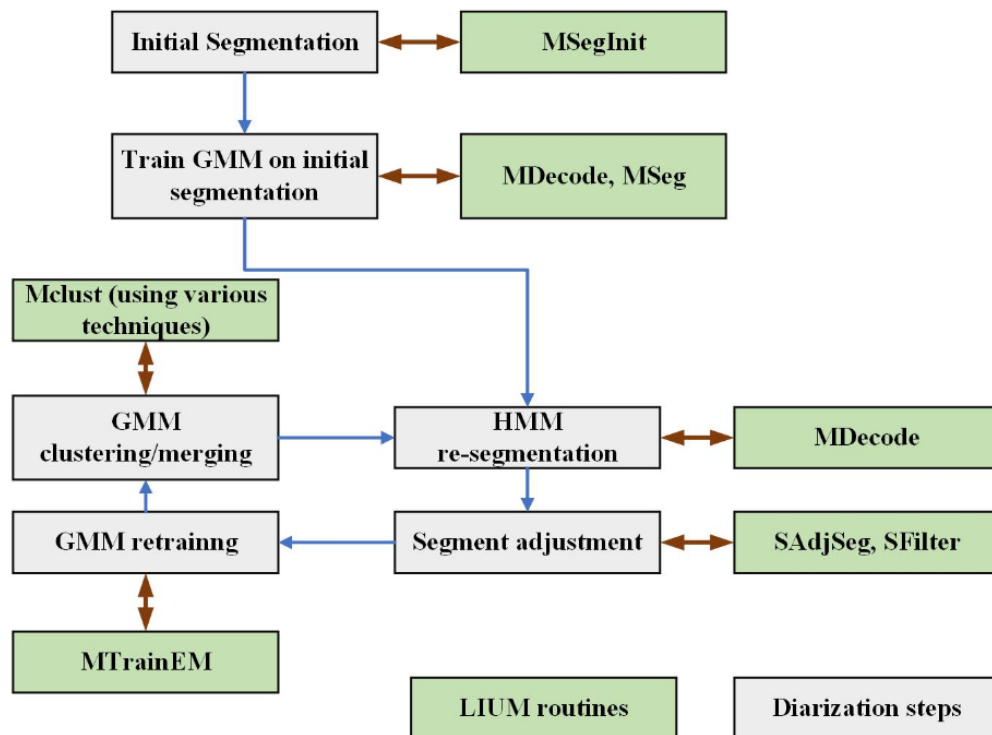 Initial Segmentation
MSegInit
Train GMM on initial
segmentation
MDecode, MSeg
Mclust (using various
techniques)
GMM
clustering/merging
HMM
re-segmentation
MDecode
GMM retrainng
Segment adjustment
SAdjSeg, SFilter
MTrainEM
LIUM routines
Diarization steps